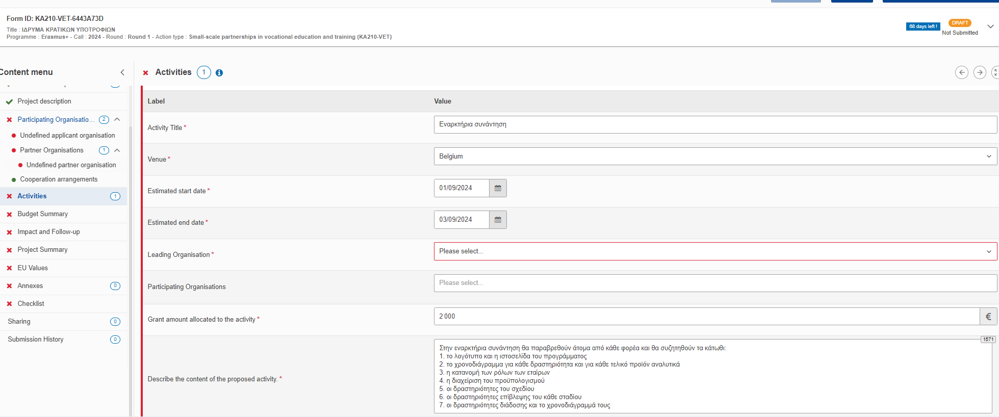 Form ID: KA210-VET-6443A73D
Title : ΙΔΡΥΜΑ ΚΡΑΤΙΚΩΝ ΥΠΟΤΡΟΦΙΩΝ
Programme : Erasmus+ - Call : 2024 - Round : Round 1 - Action type : Small-scale partnerships in vocational education and training (KA210-VET)
68 days left !
DRAFT
Not Submitted
Content menu
Project description
Participating Organisatio... 2
Undefined applicant organisation
Partner Organisations 1
Undefined partner organisation
Cooperation arrangements
Activities 1
Budget Summary
Impact and Follow-up
Project Summary
EU Values
Annexes 0
Checklist
Sharing 0
Submission History 0
Activities 1
Label Value
Activity Title * Εναρκτήρια συνάντηση
Venue * Belgium
Estimated start date * 01/09/2024
Estimated end date * 03/09/2024
Leading Organisation * Please select...
Participating Organisations Please select...
Grant amount allocated to the activity * 2 000 €
Describe the content of the proposed activity. *
1571
Στην εναρκτήρια συνάντηση θα παραβρεθούν άτομα από κάθε φορέα και θα συζητηθούν τα κάτωθι:
1. το λογότυπο και η ιστοσελίδα του προγράμματος
2. το χρονοδιάγραμμα για κάθε δραστηριότητα και για κάθε τελικό προϊόν αναλυτικά
3. η κατανομή των ρόλων των εταίρων
4. η διαχείριση του προϋπολογισμού
5. οι δραστηριότητες του σχεδίου
6. οι δραστηριότητες επίβλεψης του κάθε σταδίου
7. οι δραστηριότητες διάδοσης και το χρονοδιάγραμμά τους